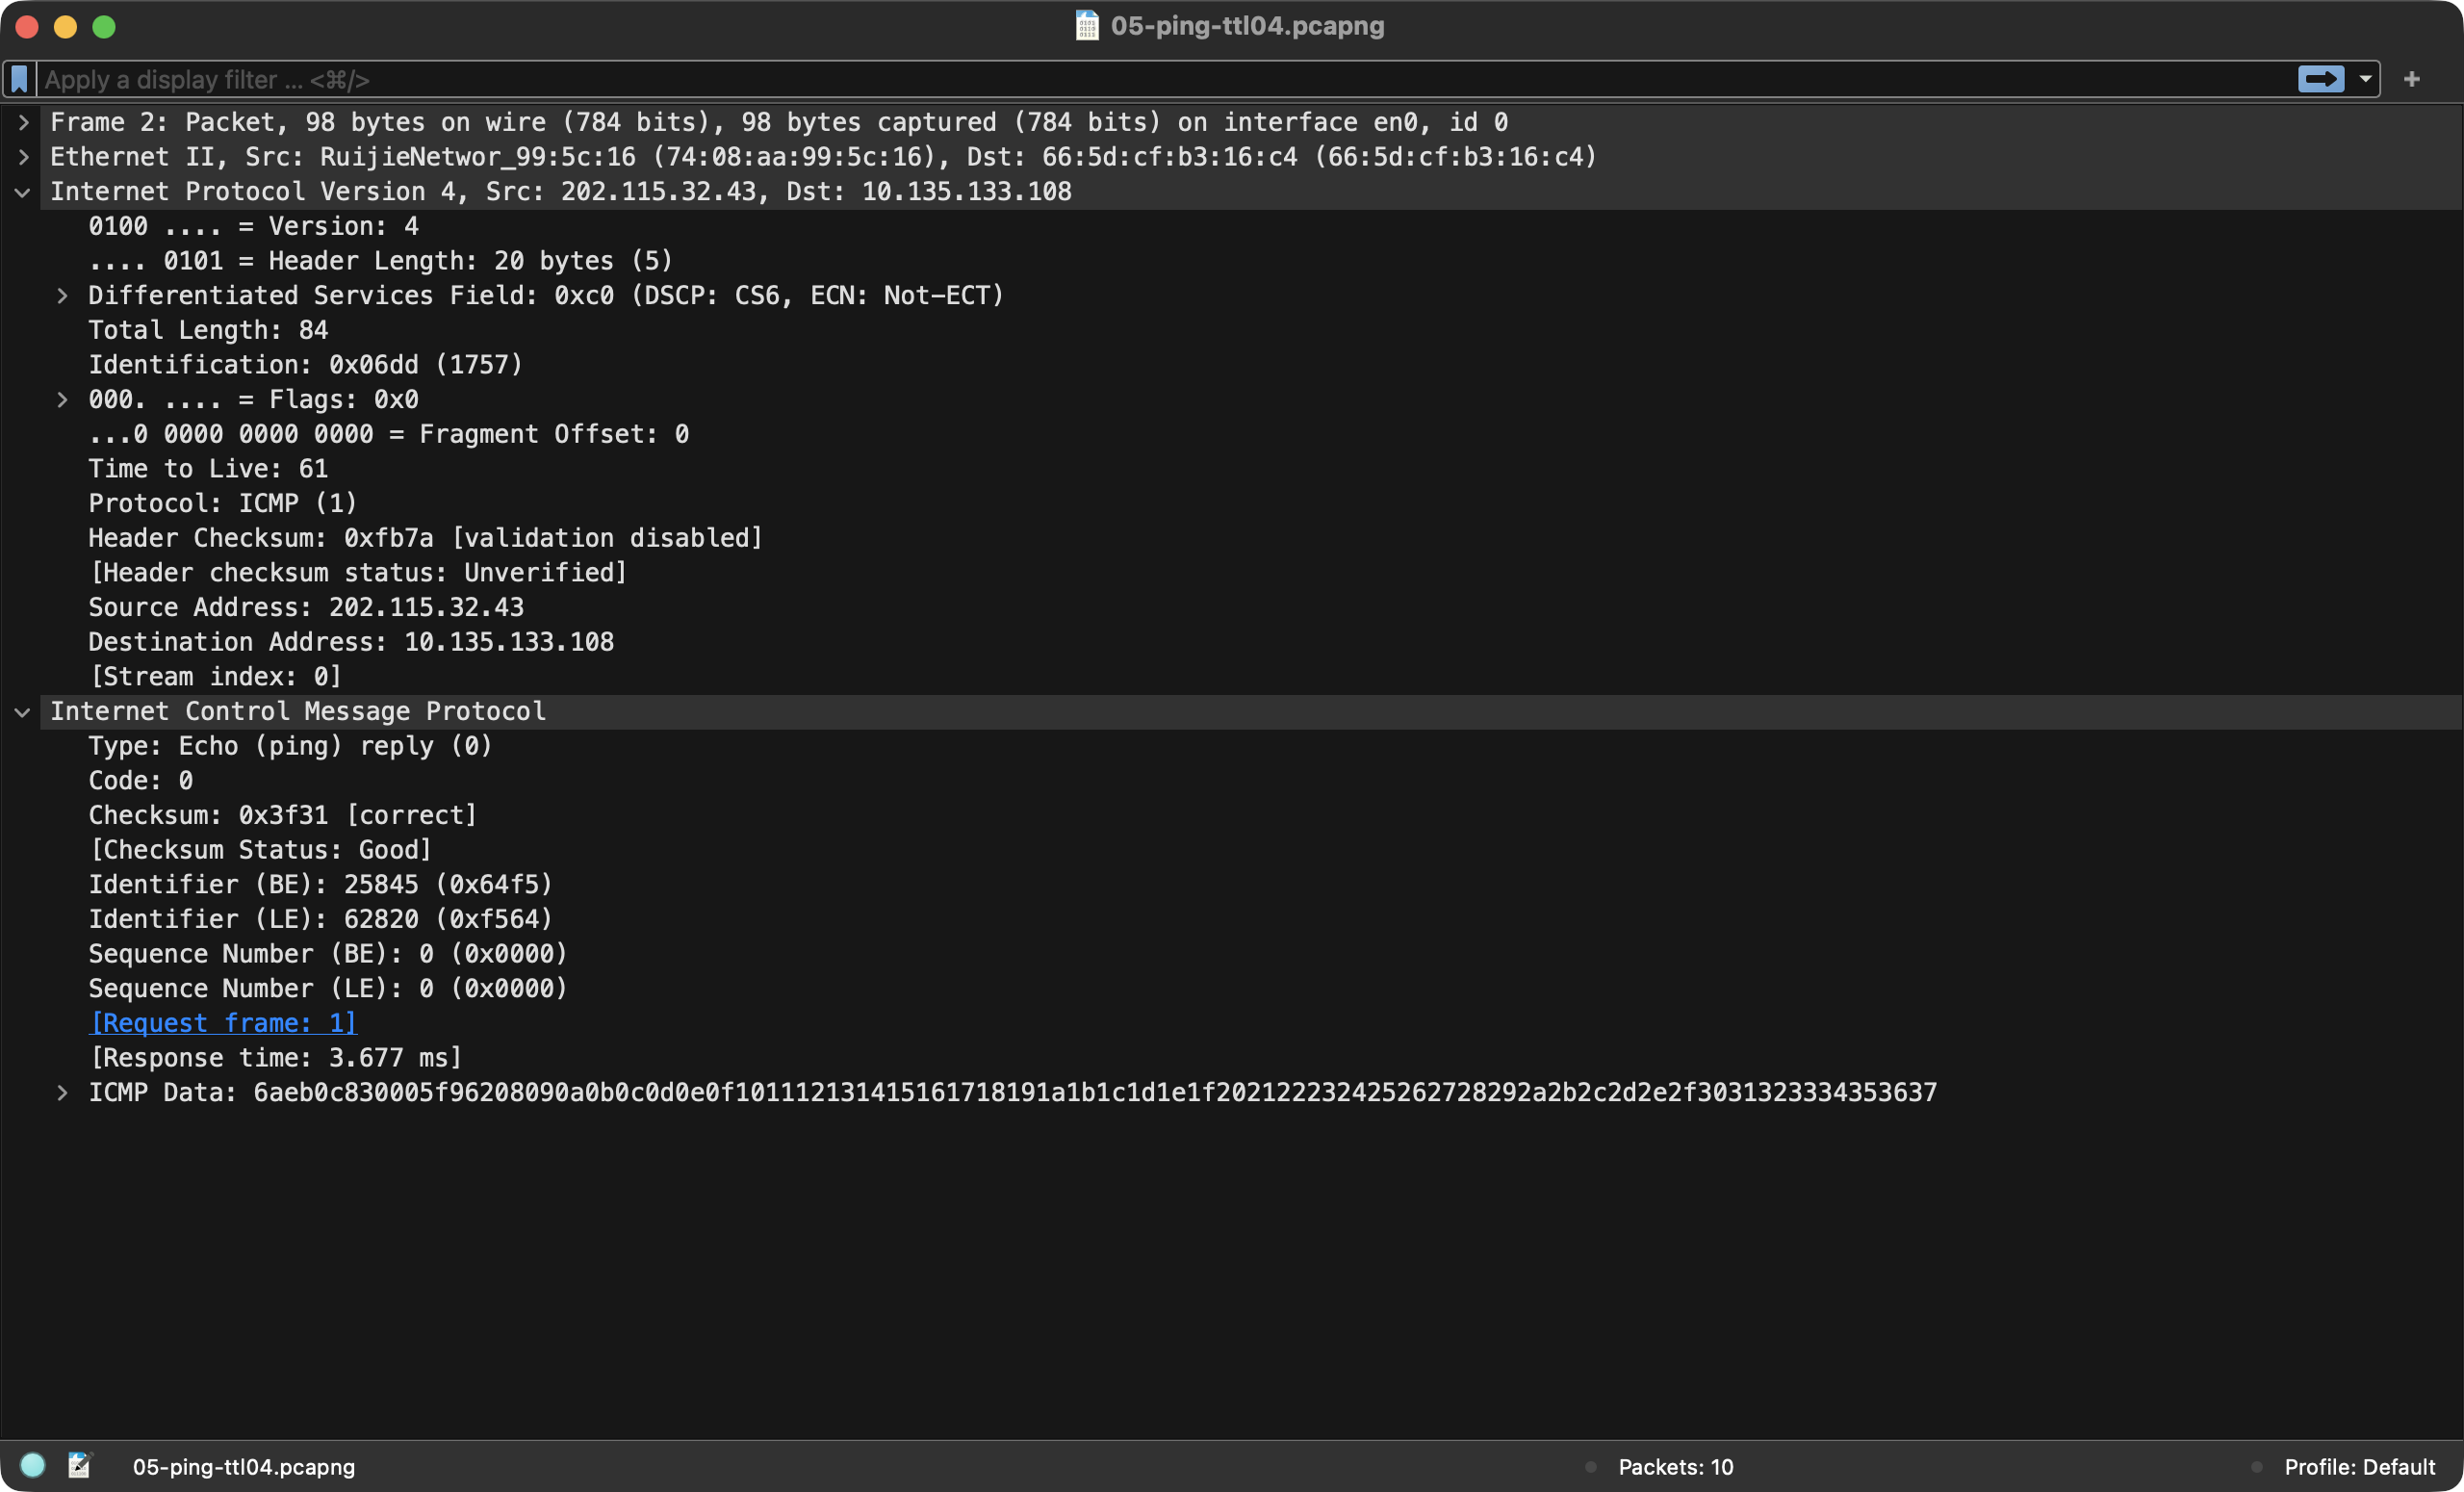 05-ping-ttl04.pcapng
Apply a display filter ... <⌘/>
Frame 2: Packet, 98 bytes on wire (784 bits), 98 bytes captured (784 bits) on interface en0, id 0
Ethernet II, Src: RuijieNetwor_99:5c:16 (74:08:aa:99:5c:16), Dst: 66:5d:cf:b3:16:c4 (66:5d:cf:b3:16:c4)
Internet Protocol Version 4, Src: 202.115.32.43, Dst: 10.135.133.108
0100 .... = Version: 4
.... 0101 = Header Length: 20 bytes (5)
Differentiated Services Field: 0xc0 (DSCP: CS6, ECN: Not-ECT)
Total Length: 84
Identification: 0x06dd (1757)
000. .... = Flags: 0x0
...0 0000 0000 0000 = Fragment Offset: 0
Time to Live: 61
Protocol: ICMP (1)
Header Checksum: 0xfb7a [validation disabled]
[Header checksum status: Unverified]
Source Address: 202.115.32.43
Destination Address: 10.135.133.108
[Stream index: 0]
Internet Control Message Protocol
Type: Echo (ping) reply (0)
Code: 0
Checksum: 0x3f31 [correct]
[Checksum Status: Good]
Identifier (BE): 25845 (0x64f5)
Identifier (LE): 62820 (0xf564)
Sequence Number (BE): 0 (0x0000)
Sequence Number (LE): 0 (0x0000)
[Request frame: 1]
[Response time: 3.677 ms]
ICMP Data: 6aeb0c830005f96208090a0b0c0d0e0f101112131415161718191a1b1c1d1e1f202122232425262728292a2b2c2d2e2f3031323334353637
05-ping-ttl04.pcapng
Packets: 10
Profile: Default